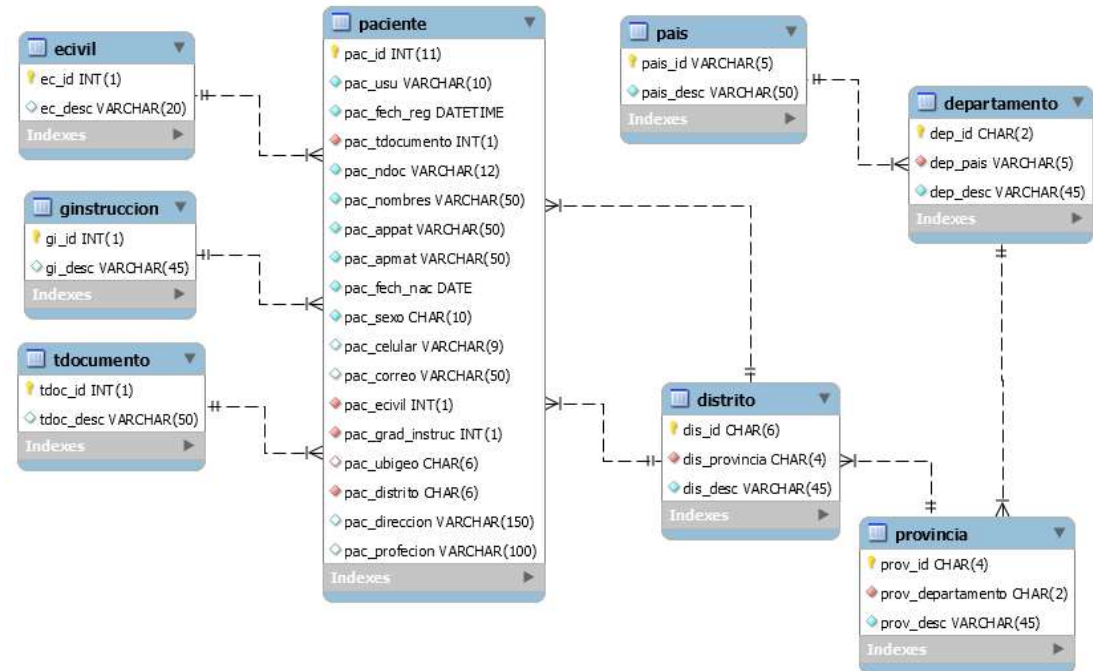 ecivil
ec_id INT(1)
ec_desc VARCHAR(20)
Indexes
ginstruccion
gi_id INT(1)
gi_desc VARCHAR(45)
Indexes
tdocumento
tdoc_id INT(1)
tdoc_desc VARCHAR(50)
Indexes
paciente
pac_id INT(11)
pac_usu VARCHAR(10)
pac_fech_reg DATETIME
pac_tdocumento INT(1)
pac_ndoc VARCHAR(12)
pac_nombres VARCHAR(50)
pac_appat VARCHAR(50)
pac_apmat VARCHAR(50)
pac_fech_nac DATE
pac_sexo CHAR(10)
pac_celular VARCHAR(9)
pac_correo VARCHAR(50)
pac_ecivil INT(1)
pac_grad_instruc INT(1)
pac_ubigeo CHAR(6)
pac_distrito CHAR(6)
pac_direccion VARCHAR(150)
pac_profecion VARCHAR(100)
Indexes
pais
pais_id VARCHAR(5)
pais_desc VARCHAR(50)
Indexes
departamento
dep_id CHAR(2)
dep_pais VARCHAR(5)
dep_desc VARCHAR(45)
Indexes
distrito
dis_id CHAR(6)
dis_provincia CHAR(4)
dis_desc VARCHAR(45)
Indexes
provincia
prov_id CHAR(4)
prov_departamento CHAR(2)
prov_desc VARCHAR(45)
Indexes